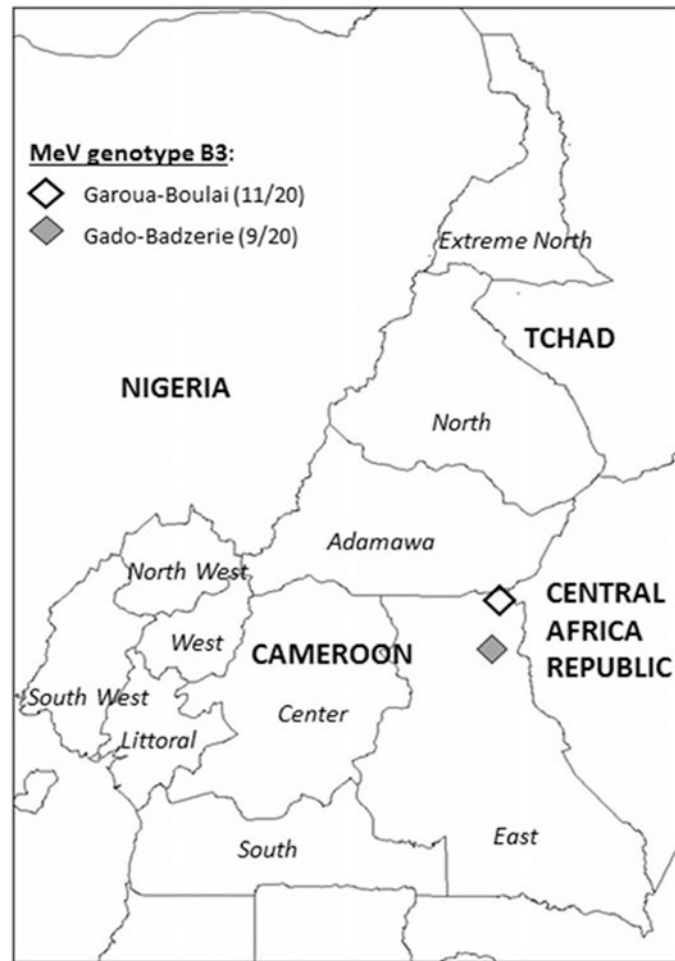 MeV genotype B3:
Garoua-Boulai (11/20)
Gado-Badzerie (9/20)
Extreme North
TCHAD
NIGERIA
North
Adamawa
North West
CENTRAL
AFRICA
REPUBLIC
West
CAMEROON
South West
Center
Littoral
South
East